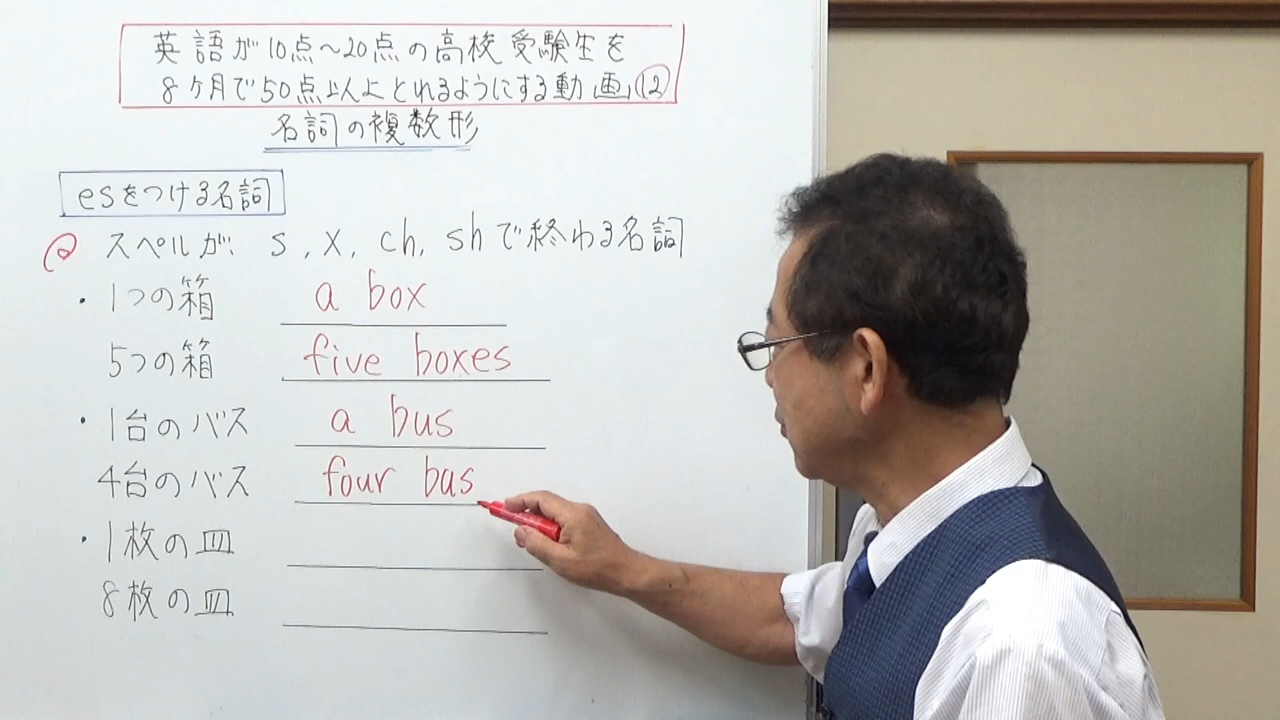 英語が10点～20点の高校受験生を
8ヶ月で50点以上とれるようにする動画⑫
名詞の複数形
esをつける名詞
② スペルが、s, x, ch, shで終わる名詞
・1つの箱 a box
5つの箱 five boxes
・1台のバス a bus
4台のバス four bus
・1枚の皿
8枚の皿